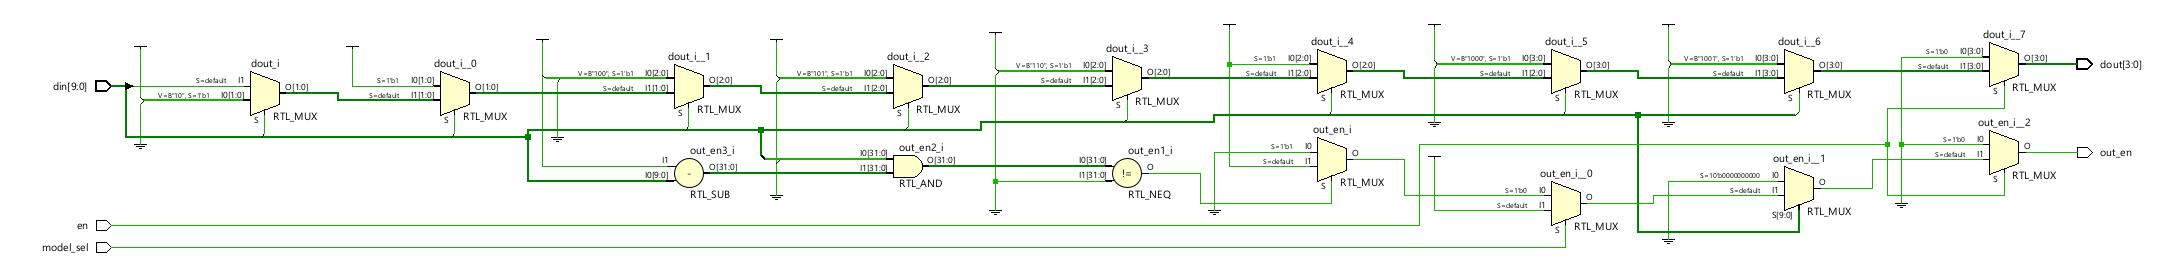 din[9:0]
en
model_sel
dout_i
S=default I1
V=B"10", S=1'b1 I0[1:0]
O[1:0]
S
RTL_MUX
dout_i__0
S=1'b1 I0[1:0]
S=default I1[1:0]
O[1:0]
S
RTL_MUX
dout_i__1
V=B"100", S=1'b1 I0[2:0]
S=default I1[1:0]
O[2:0]
S
RTL_MUX
out_en3_i
I1
I0[9:0]
-
O[31:0]
RTL_SUB
dout_i__2
V=B"101", S=1'b1 I0[2:0]
S=default I1[2:0]
O[2:0]
S
RTL_MUX
out_en2_i
I0[31:0]
I1[31:0]
O[31:0]
RTL_AND
dout_i__3
V=B"110", S=1'b1 I0[2:0]
S=default I1[2:0]
O[2:0]
S
RTL_MUX
out_en1_i
I0[31:0]
I1[31:0]
!=
O
RTL_NEQ
dout_i__4
S=1'b1 I0[2:0]
S=default I1[2:0]
O[2:0]
S
RTL_MUX
out_en_i
S=1'b1 I0
S=default I1
O
S
RTL_MUX
dout_i__5
V=B"1000", S=1'b1 I0[3:0]
S=default I1[2:0]
O[3:0]
S
RTL_MUX
out_en_i__0
S=1'b0 I0
S=default I1
O
S
RTL_MUX
dout_i__6
V=B"1001", S=1'b1 I0[3:0]
S=default I1[3:0]
O[3:0]
S
RTL_MUX
out_en_i__1
S=10'b0000000000 I0
S=default I1
O
S[9:0]
RTL_MUX
dout_i__7
S=1'b0 I0[3:0]
S=default I1[3:0]
O[3:0]
S
RTL_MUX
out_en_i__2
S=1'b0 I0
S=default I1
O
S
RTL_MUX
dout[3:0]
out_en